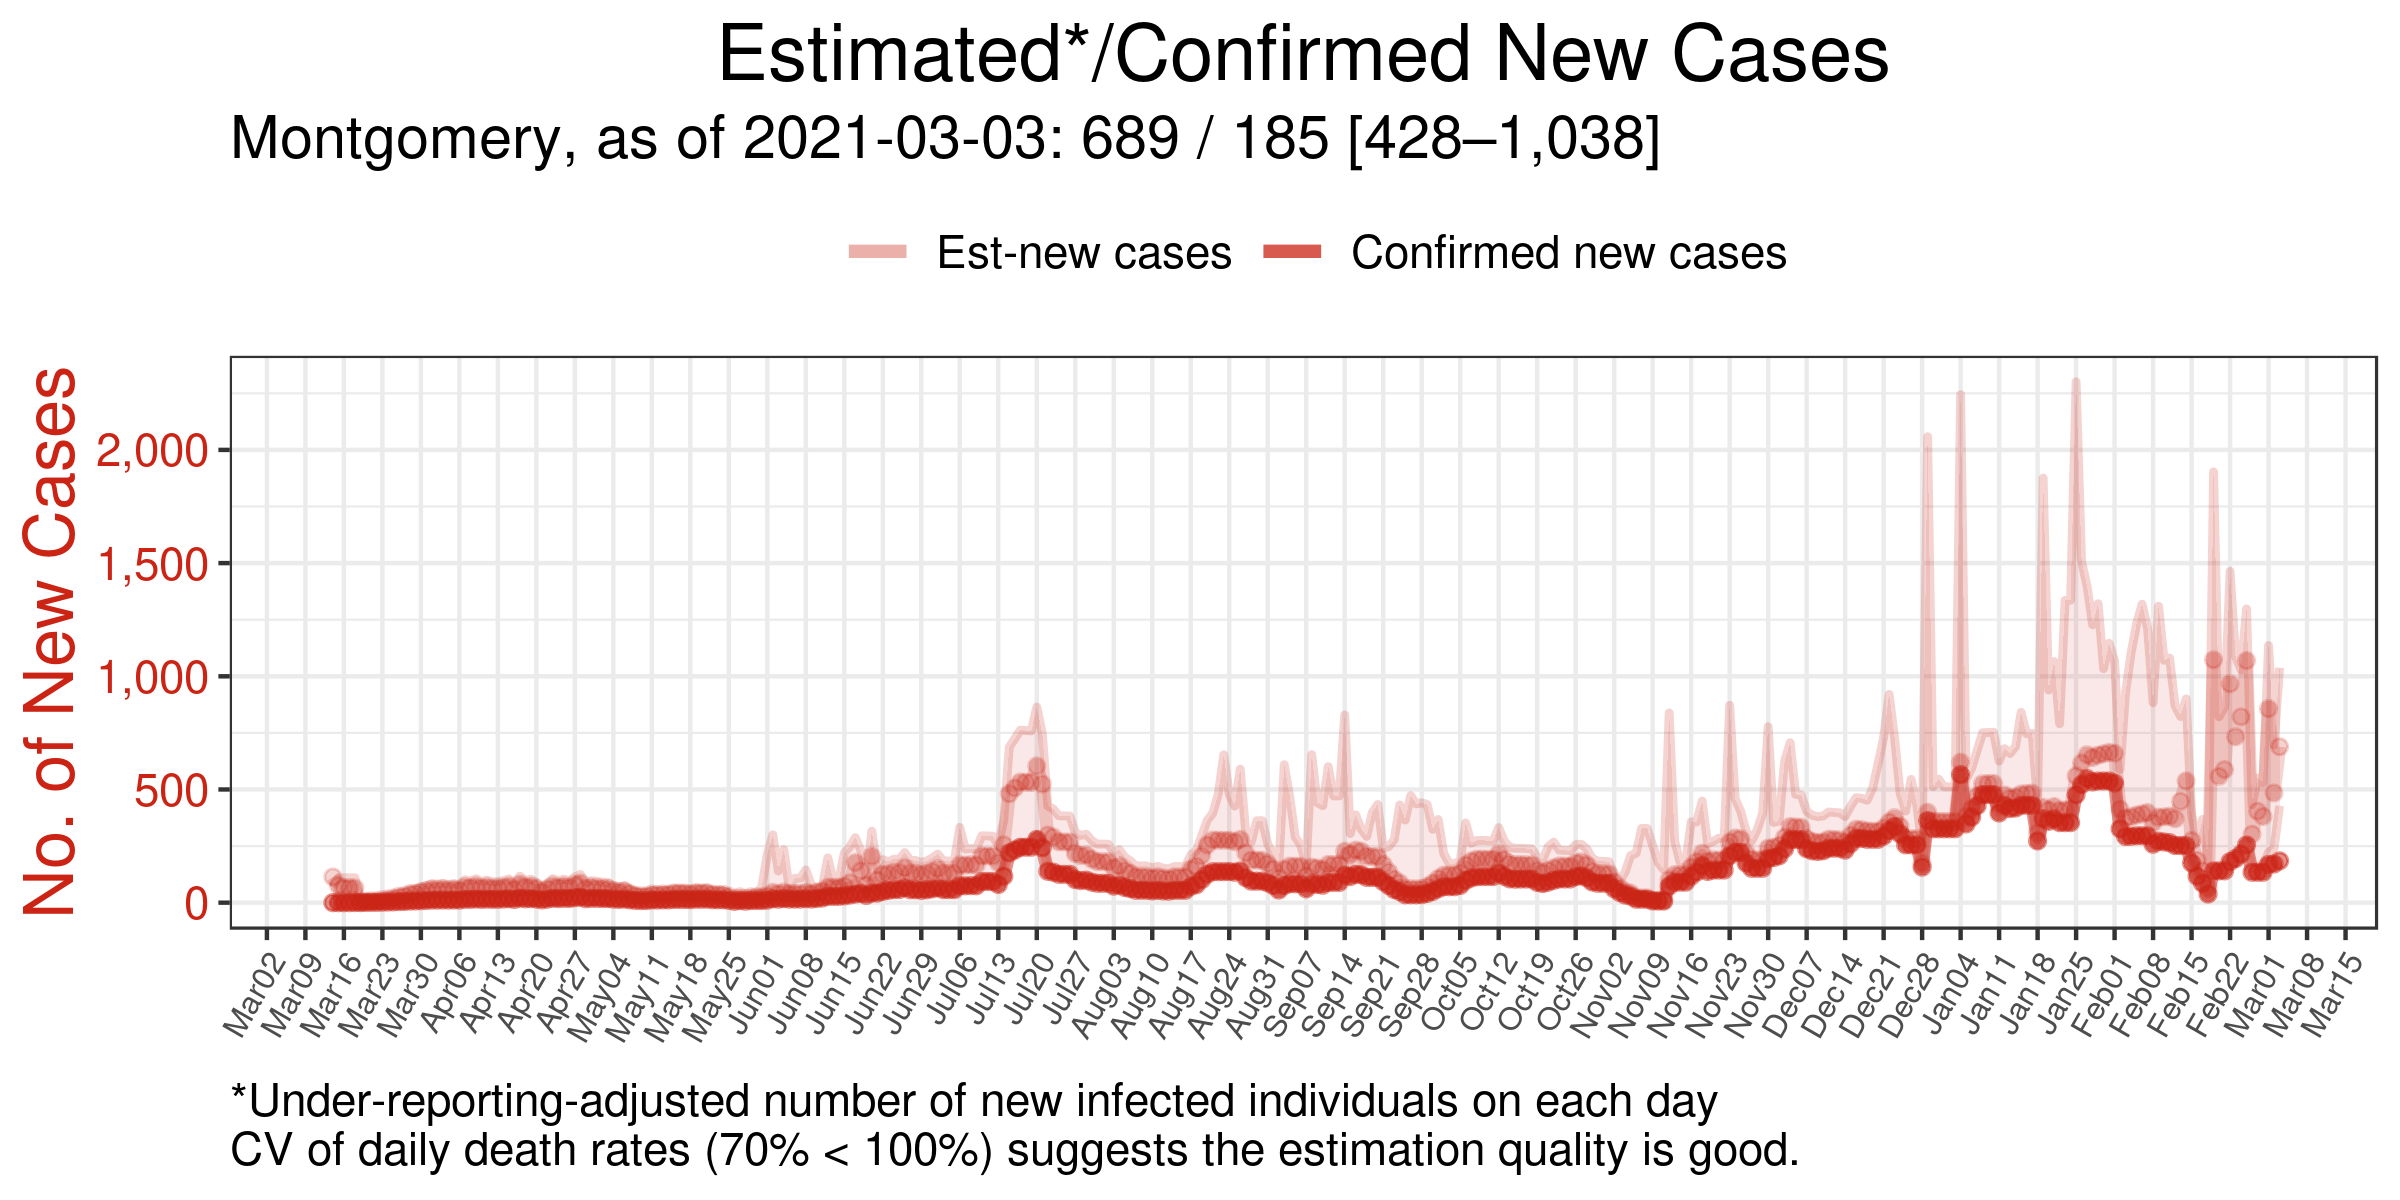 Estimated*/Confirmed New Cases
Montgomery, as of 2021-03-03: 689 / 185 [428–1,038]
Est-new cases Confirmed new cases
No. of New Cases
2,000
1,500
1,000
500
0
Mar02 Mar09 Mar16 Mar23 Mar30 Apr06 Apr13 Apr20 Apr27 May04 May11 May18 May25 Jun01 Jun08 Jun15 Jun22 Jun29 Jul06 Jul13 Jul20 Jul27 Aug03 Aug10 Aug17 Aug24 Aug31 Sep07 Sep14 Sep21 Sep28 Oct05 Oct12 Oct19 Oct26 Nov02 Nov09 Nov16 Nov23 Nov30 Dec07 Dec14 Dec21 Dec28 Jan04 Jan11 Jan18 Jan25 Feb01 Feb08 Feb15 Feb22 Mar01 Mar08 Mar15
*Under-reporting-adjusted number of new infected individuals on each day
CV of daily death rates (70% < 100%) suggests the estimation quality is good.